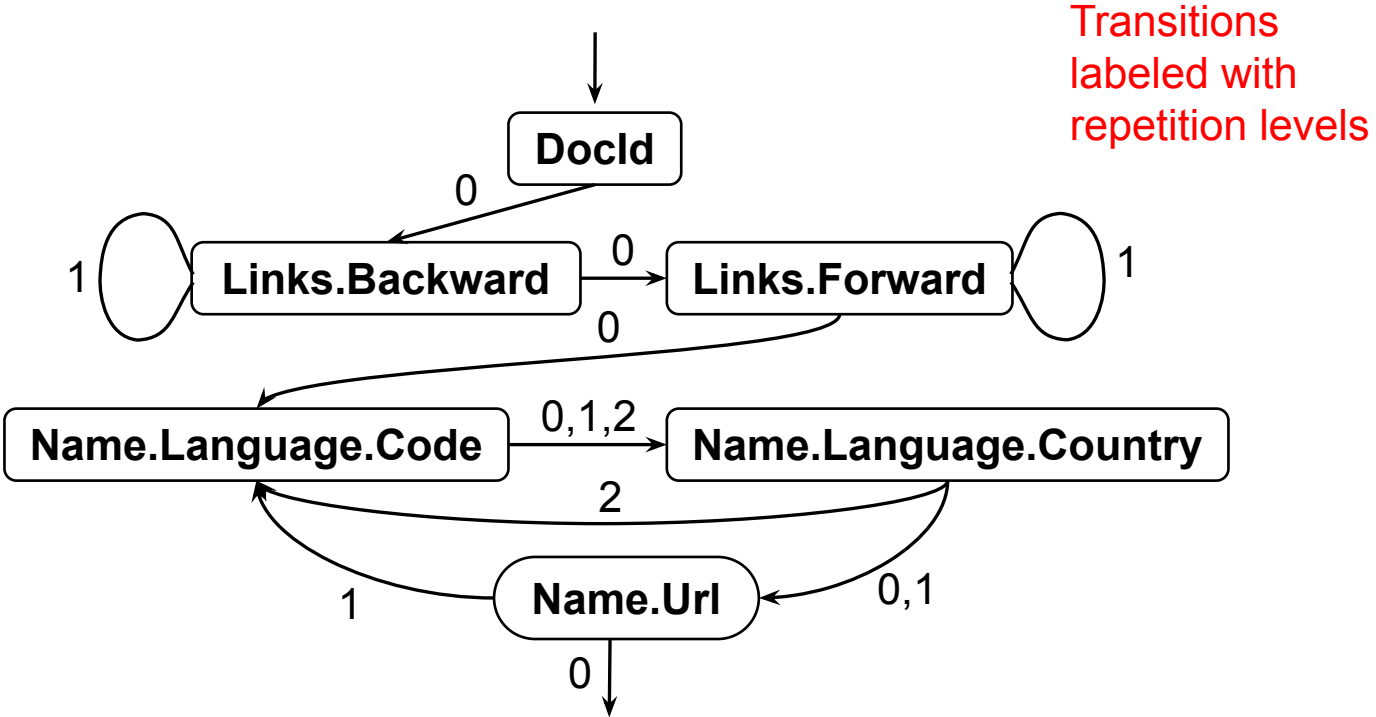 Transitions
labeled with
repetition levels
DocId
0
1
Links.Backward
0
Links.Forward
1
0
Name.Language.Code
0,1,2
Name.Language.Country
2
1
Name.Url
0,1
0